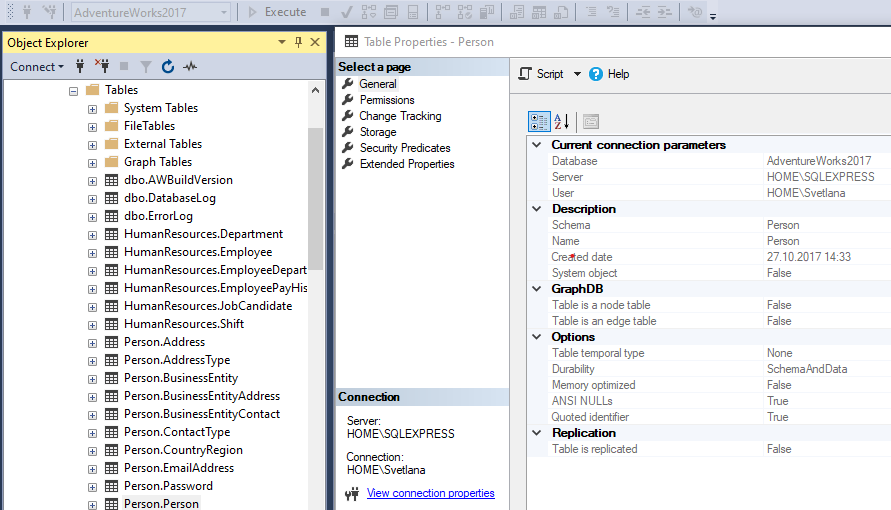 AdventureWorks2017
Execute
Object Explorer
Connect
Tables
System Tables
FileTables
External Tables
Graph Tables
dbo.AWBuildVersion
dbo.DatabaseLog
dbo.ErrorLog
HumanResources.Department
HumanResources.Employee
HumanResources.EmployeeDepart
HumanResources.EmployeePayHis
HumanResources.JobCandidate
HumanResources.Shift
Person.Address
Person.AddressType
Person.BusinessEntity
Person.BusinessEntityAddress
Person.BusinessEntityContact
Person.ContactType
Person.CountryRegion
Person.EmailAddress
Person.Password
Person.Person
Table Properties - Person
Select a page
General
Permissions
Change Tracking
Storage
Security Predicates
Extended Properties
Connection
Server:
HOME\SQLEXPRESS
Connection:
HOME\Svetlana
View connection properties
Script Help
A
Z
Current connection parameters
Database AdventureWorks2017
Server HOME\SQLEXPRESS
User HOME\Svetlana
Description
Schema Person
Name Person
Created date 27.10.2017 14:33
System object False
GraphDB
Table is a node table False
Table is an edge table False
Options
Table temporal type None
Durability SchemaAndData
Memory optimized False
ANSI NULLs True
Quoted identifier True
Replication
Table is replicated False